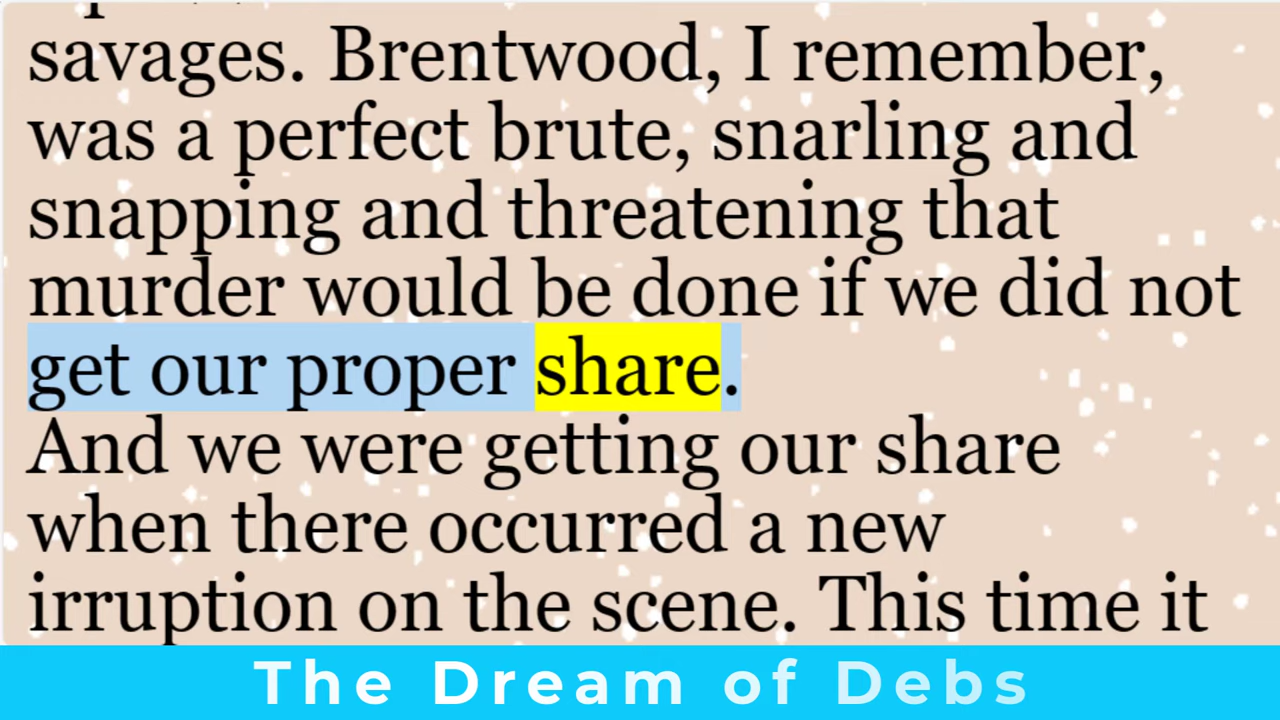 savages. Brentwood, I remember,
was a perfect brute, snarling and
snapping and threatening that
murder would be done if we did not
get our proper share.
And we were getting our share
when there occurred a new
irruption on the scene. This time it
The Dream of Debs